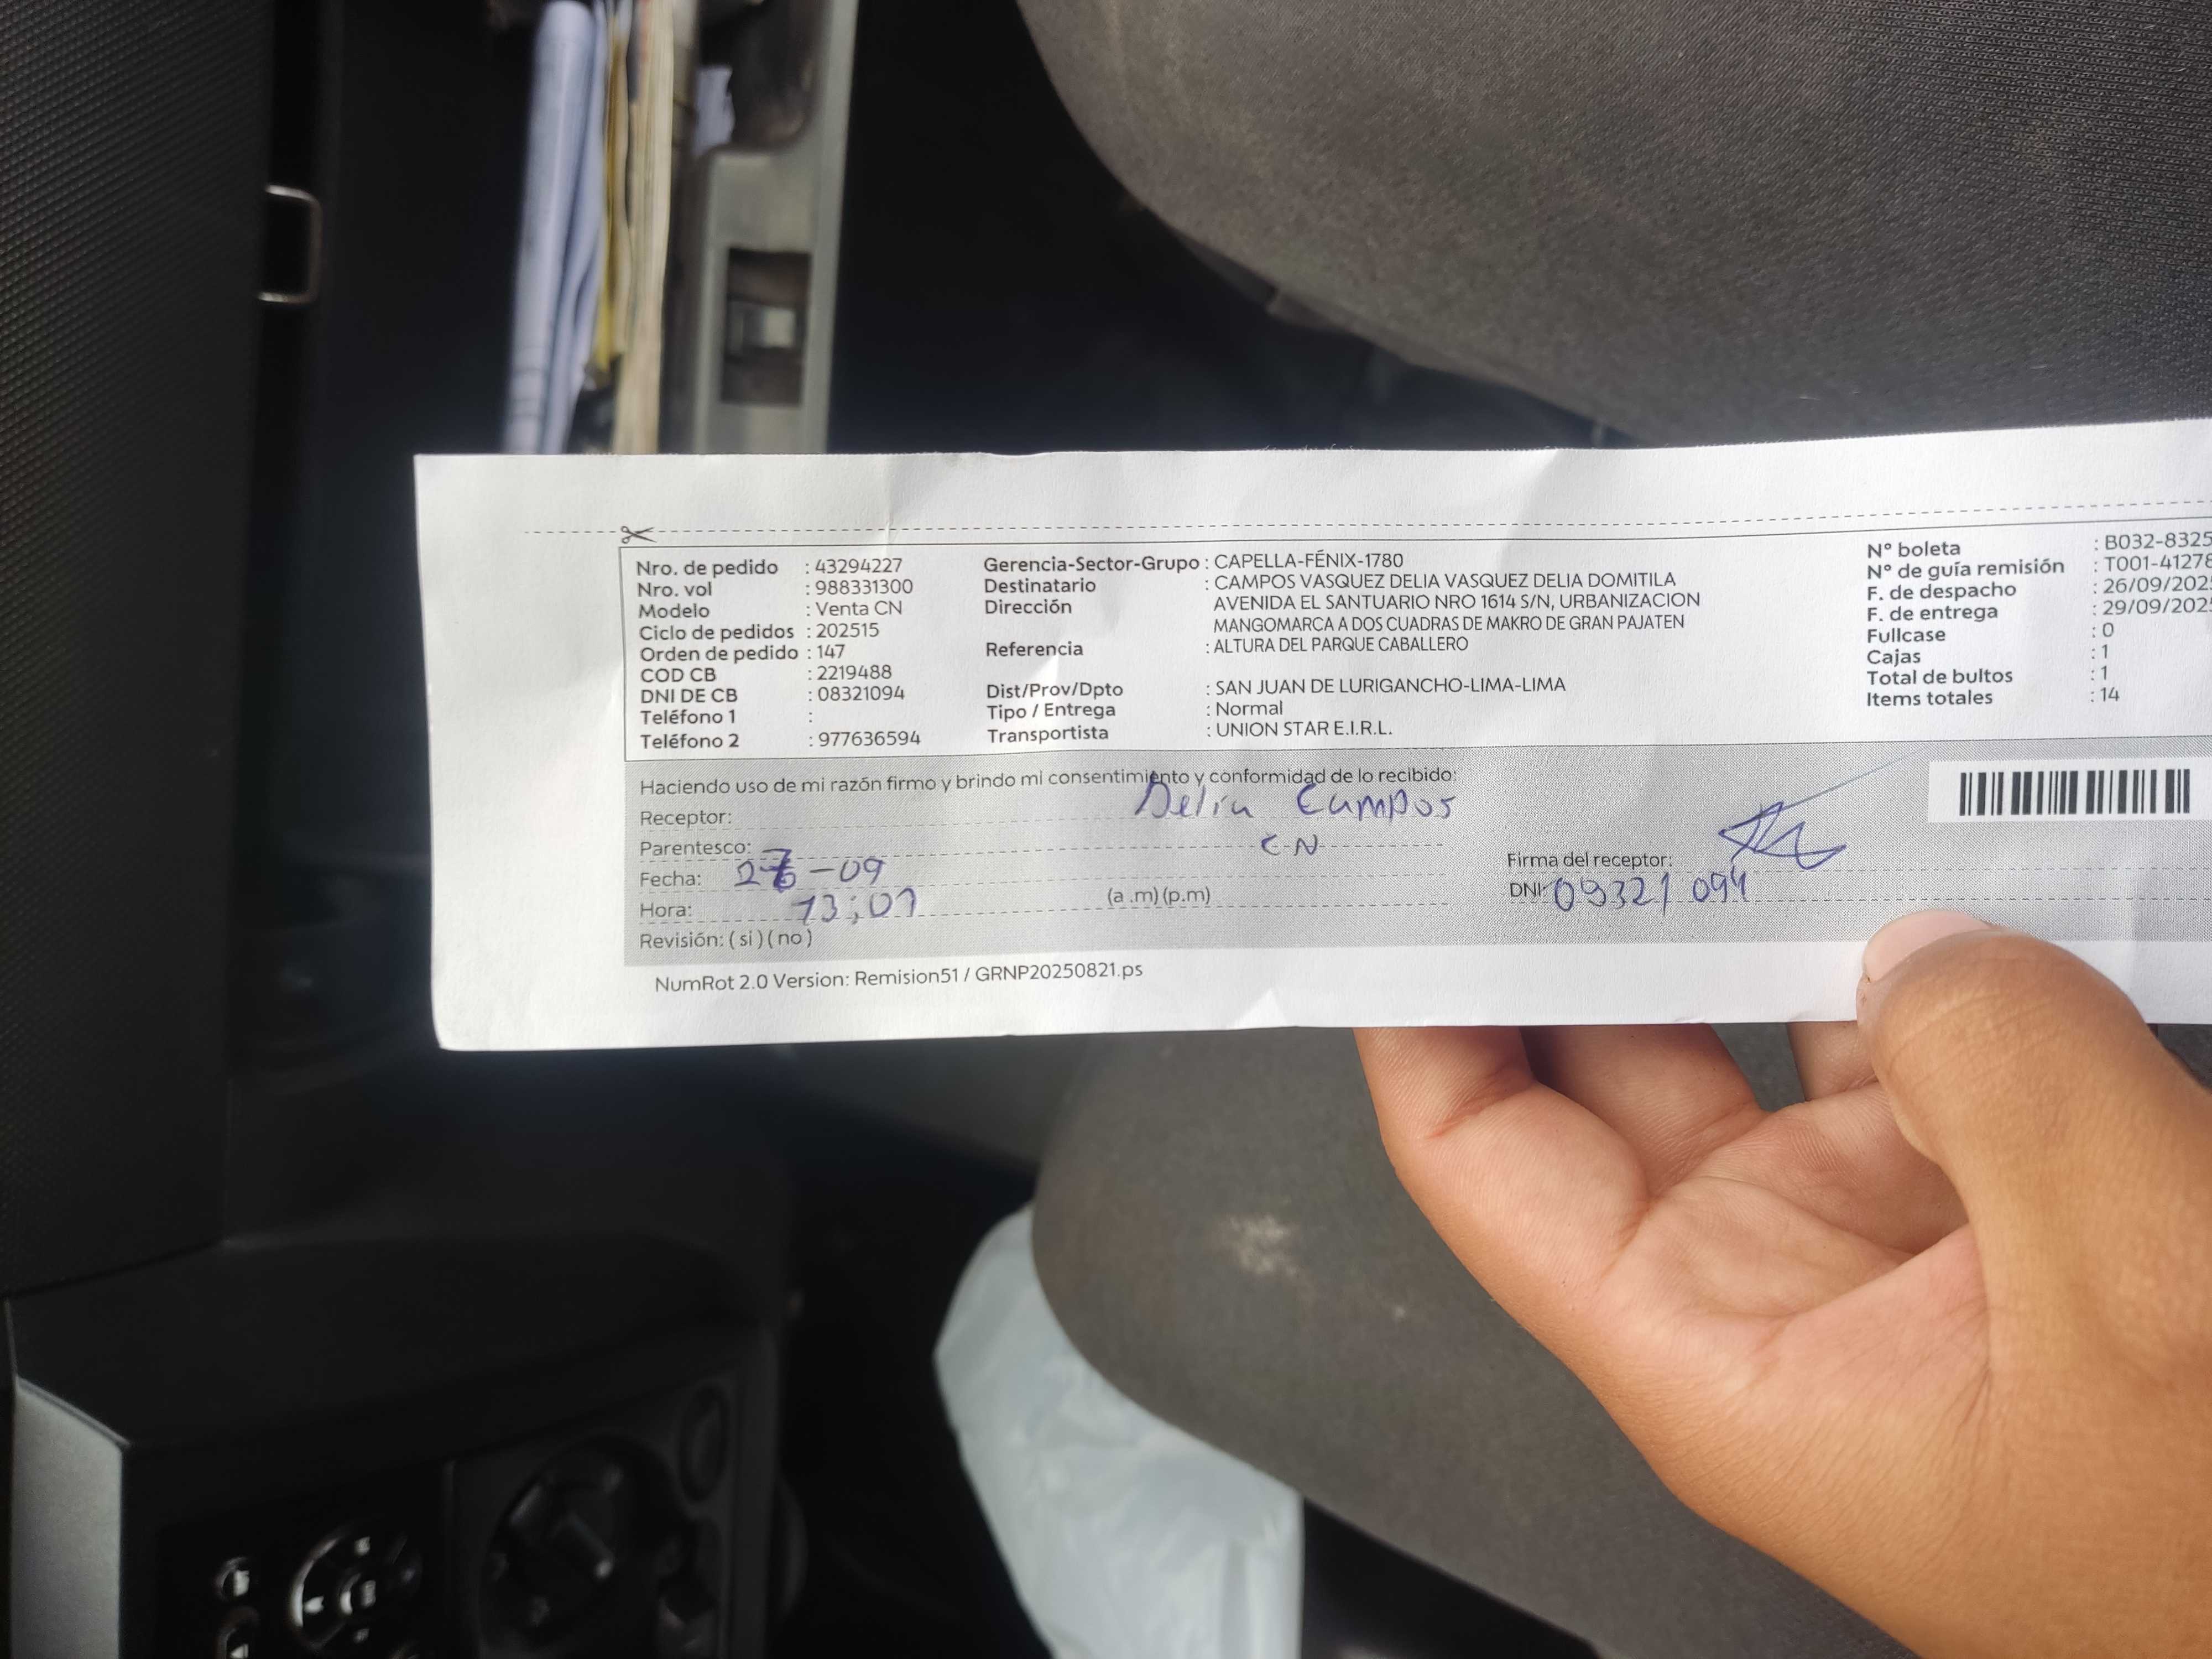 Nro. de pedido : 43294227
Nro. vol : 988331300
Modelo : Venta CN
Ciclo de pedidos : 202515
Orden de pedido : 147
COD CB : 2219488
DNI DE CB : 08321094
Teléfono 1 :
Teléfono 2 : 977636594
Gerencia-Sector-Grupo : CAPELLA-FÉNIX-1780
Destinatario : CAMPOS VASQUEZ DELIA VASQUEZ DELIA DOMITILA
Dirección AVENIDA EL SANTUARIO NRO 1614 S/N, URBANIZACION
MANGOMARCA A DOS CUADRAS DE MAKRO DE GRAN PAJATEN
Referencia : ALTURA DEL PARQUE CABALLERO
Dist/Prov/Dpto : SAN JUAN DE LURIGANCHO-LIMA-LIMA
Tipo / Entrega : Normal
Transportista : UNION STAR E.I.R.L.
N° boleta : B032-8325
N° de guía remisión : T001-41278
F. de despacho : 26/09/202
F. de entrega : 29/09/202
Fullcase : 0
Cajas : 1
Total de bultos : 1
Items totales : 14
Haciendo uso de mi razón firmo y brindo mi consentimiento y conformidad de lo recibido:
Receptor: Delia Campos
Parentesco: C-N
Fecha: 27-09
Hora: 13:01 (a .m) (p.m)
Revisión: ( si ) ( no )
Firma del receptor:
DNI: 09321094
NumRot 2.0 Version: Remision51 / GRNP20250821.ps